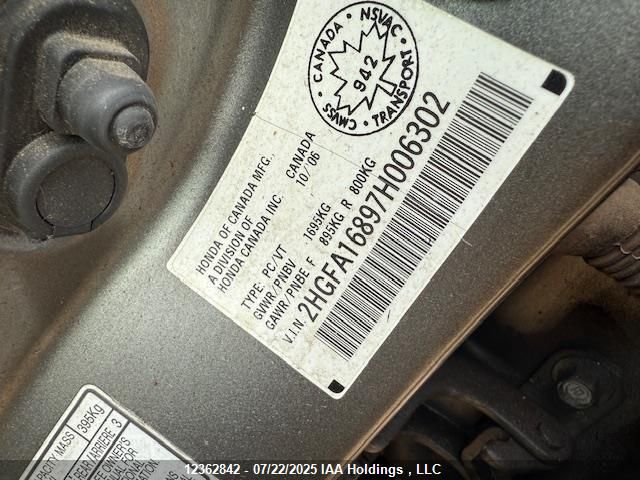 HONDA OF CANADA MFG.
A DIVISION OF
HONDA CANADA INC.
CANADA
10/06
TYPE: PC/VT
GVWR/PNBV 1695KG
GAWR/PNBE F 895KG R 800KG
V.I.N. 2HGFA16897H006302
CANADA · NSVAC ·
942
CMVSS · TRANSPORT ·
CAPACITY MASS 395Kg
REAR/ARRIERE 3
EE OWNER'S
12362842 - 07/22/2025 IAA Holdings , LLC